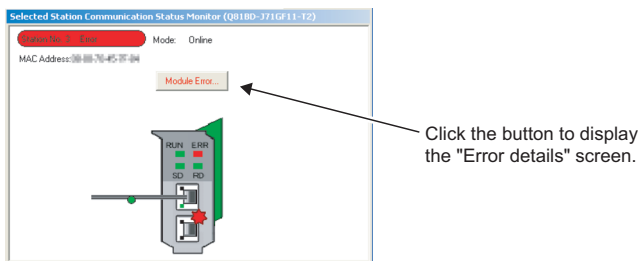 Selected Station Communication Status Monitor (Q81BD-J71GF11-T2)
Mode: Online
MAC Address:
Module Error...
Click the button to display
the "Error details" screen.
RUN ERR
SD RD